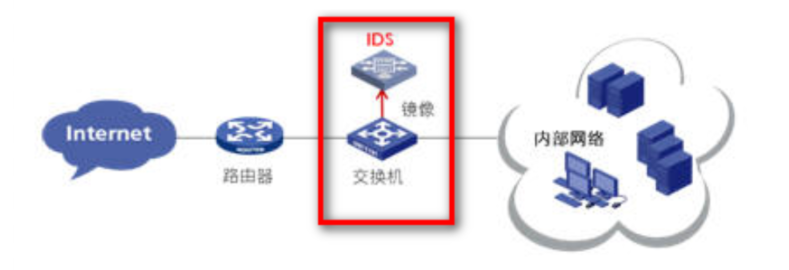 IDS
镜像
Internet
内部网络
路由器
交换机